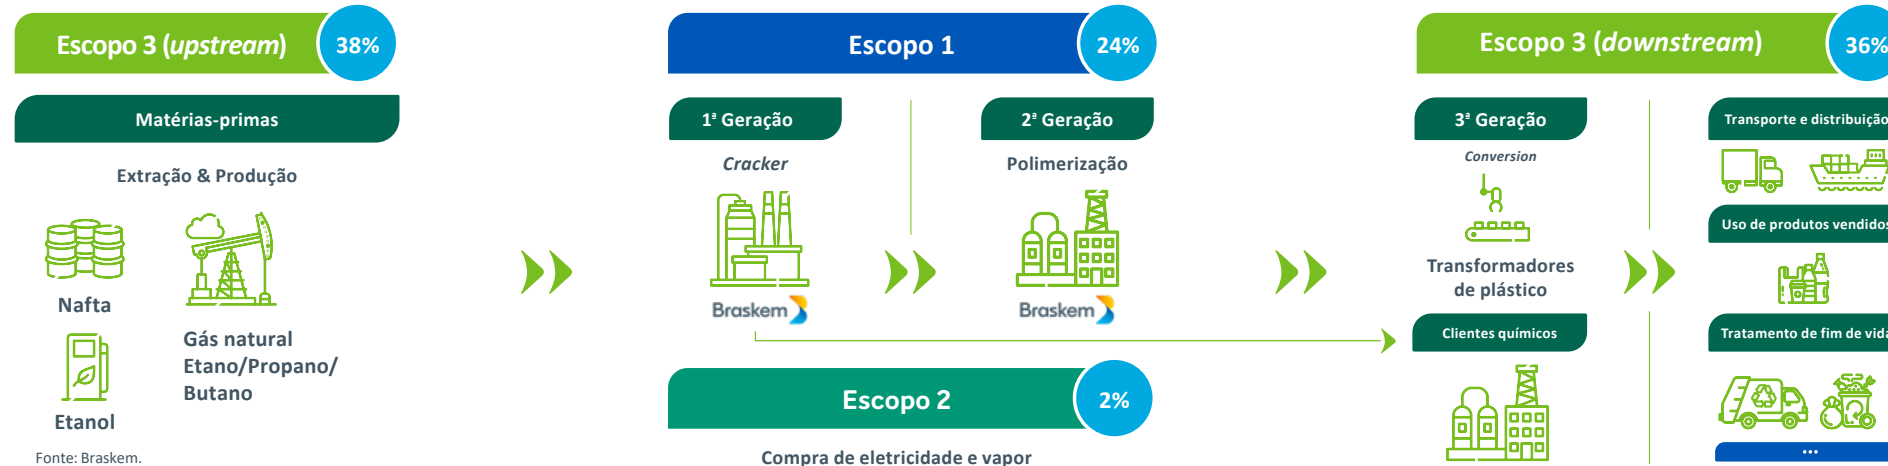 Escopo 3 (upstream)
38%
Matérias-primas
Extração & Produção
Nafta
Gás natural
Etano/Propano/
Butano
Etanol
Fonte: Braskem.
Escopo 1
24%
1ª Geração
Cracker
Braskem
2ª Geração
Polimerização
Braskem
Escopo 2
2%
Compra de eletricidade e vapor
Escopo 3 (downstream)
36%
3ª Geração
Conversion
Transformadores
de plástico
Clientes químicos
Transporte e distribuição
Uso de produtos vendidos
Tratamento de fim de vida
...